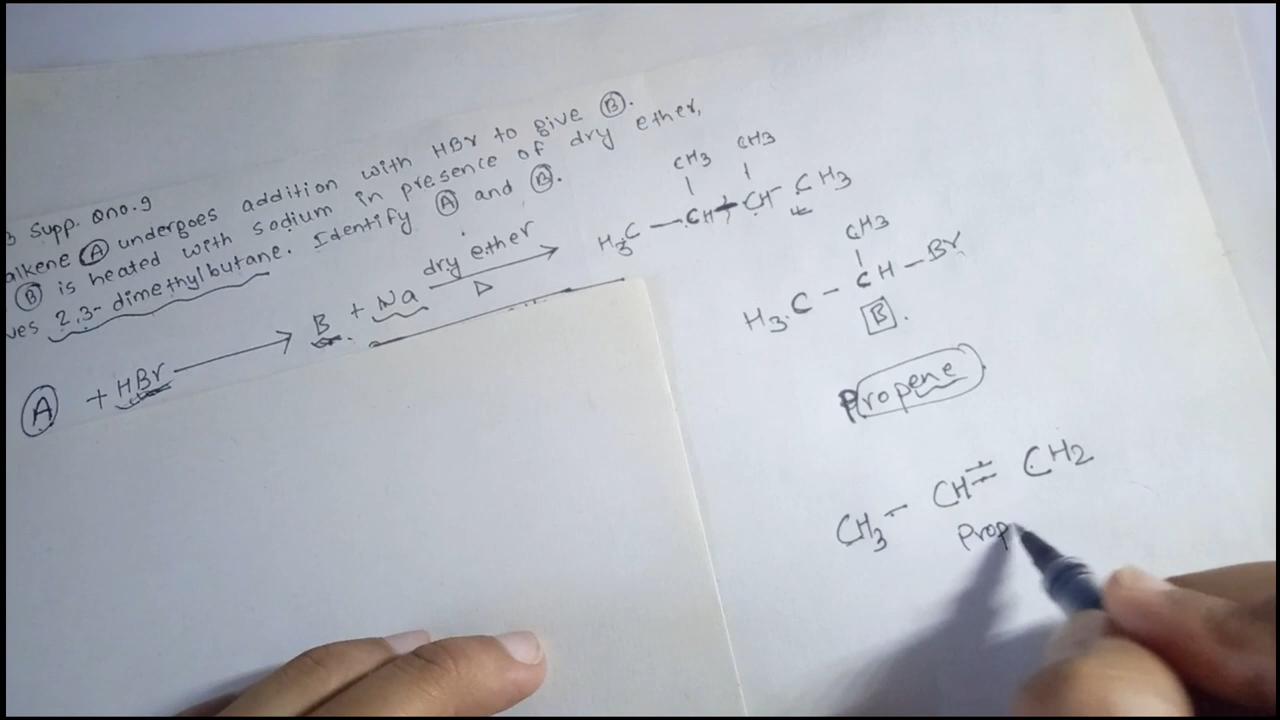 3 Supp. Qno.9
alkene (A) undergoes addition with HBr to give (B).
(B) is heated with sodium in presence of dry ether,
ves 2,3-dimethylbutane. Identify (A) and (B).
(A) + HBr → B + Na dry ether Δ →
CH3 CH3
H3C — CH — CH - CH3
CH3
H3C - CH - Br
B.
Propene
CH3 - CH = CH2
Prop